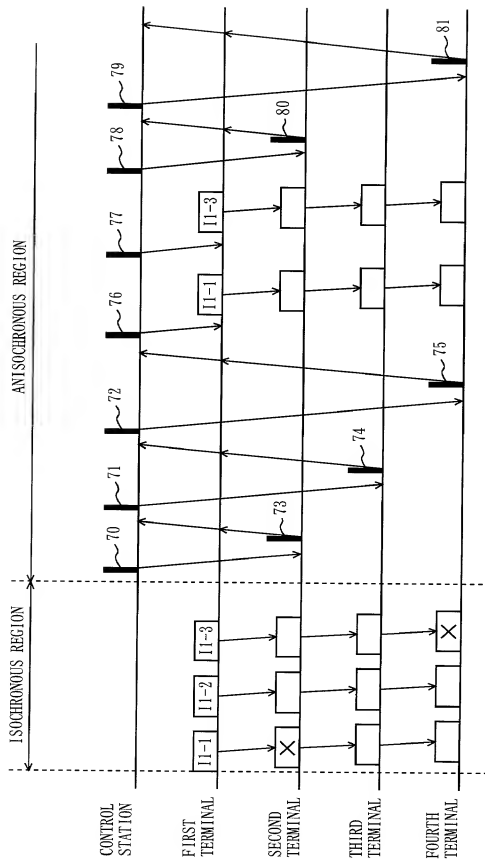 ISOCHRONOUS REGION
ANISOCHRONOUS REGION
CONTROL
STATION
70
71
72
76
77
78
79
FIRST
TERMINAL
I1-1
I1-2
I1-3
I1-1
I1-3
SECOND
TERMINAL
X
73
80
THIRD
TERMINAL
74
FOURTH
TERMINAL
X
75
81